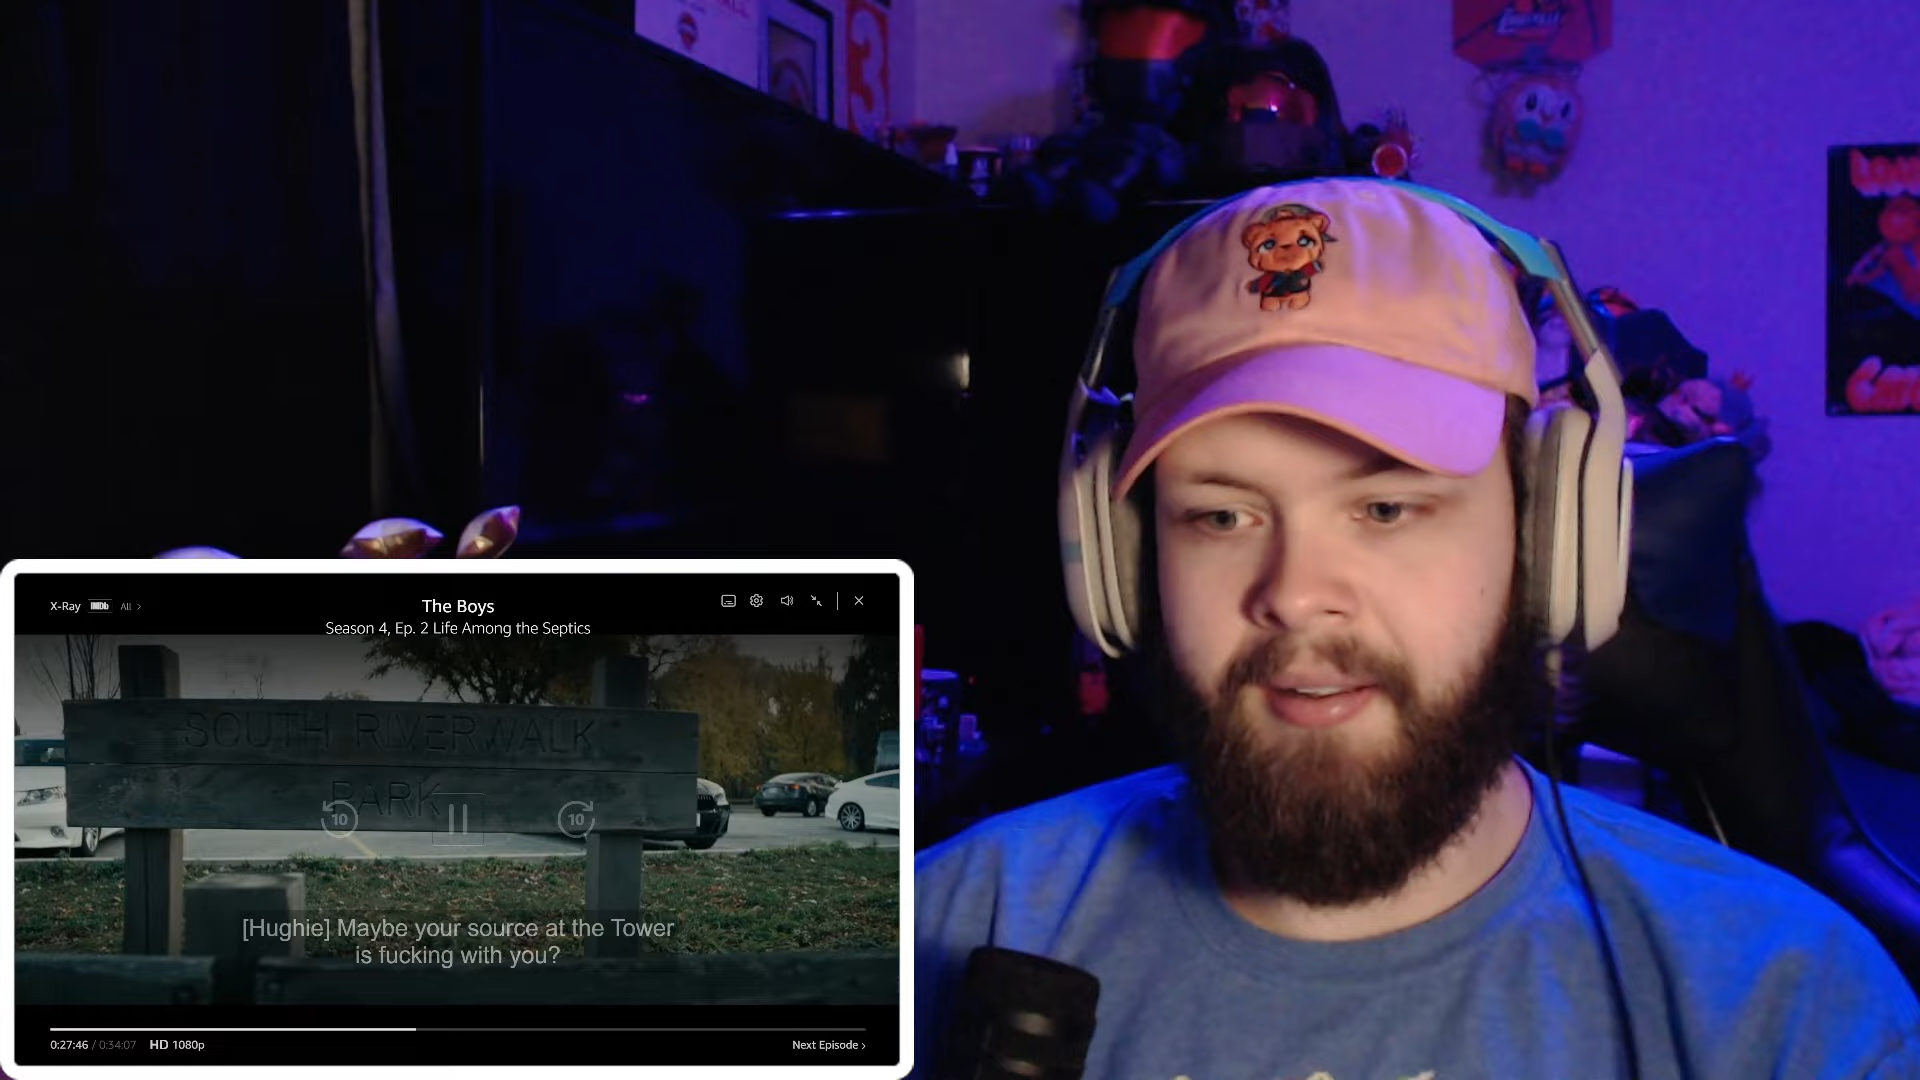 3
X-Ray IMDb All >
The Boys
Season 4, Ep. 2 Life Among the Septics
SOUTH RIVERWALK
PARK
10
10
[Hughie] Maybe your source at the Tower
is fucking with you?
0:27:46 / 0:34:07 HD 1080p
Next Episode >